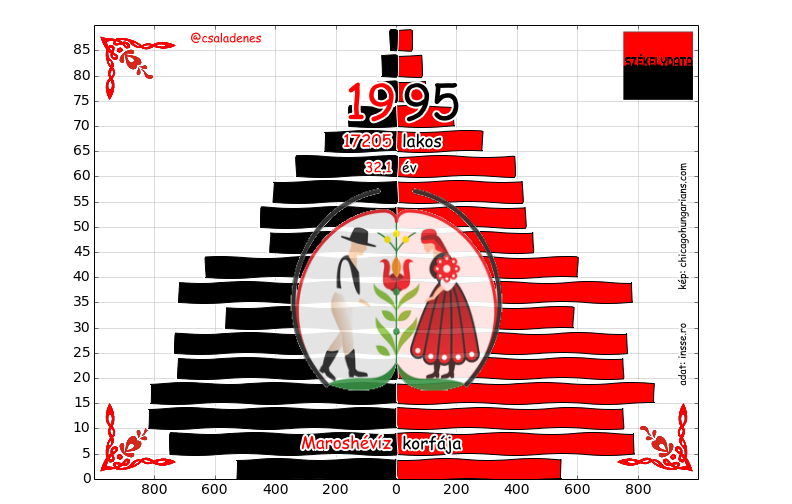 @csaladenes
SZÉKELYDATA
1995
17205 lakos
32,1 év
kép: chicagohungarians.com
adat: insse.ro
Maroshévíz korfája
85
80
75
70
65
60
55
50
45
40
35
30
25
20
15
10
5
0
800 600 400 200 0 200 400 600 800